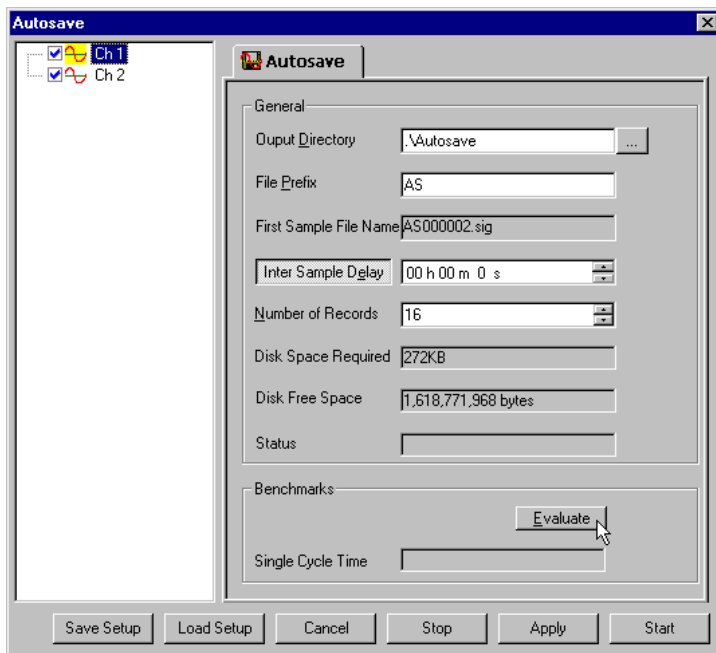 Autosave
Ch 1
Ch 2
Autosave
General
Ouput Directory .\Autosave ...
File Prefix AS
First Sample File Name AS000002.sig
Inter Sample Delay 00 h 00 m 0 s
Number of Records 16
Disk Space Required 272KB
Disk Free Space 1,618,771,968 bytes
Status
Benchmarks
Evaluate
Single Cycle Time
Save Setup Load Setup Cancel Stop Apply Start